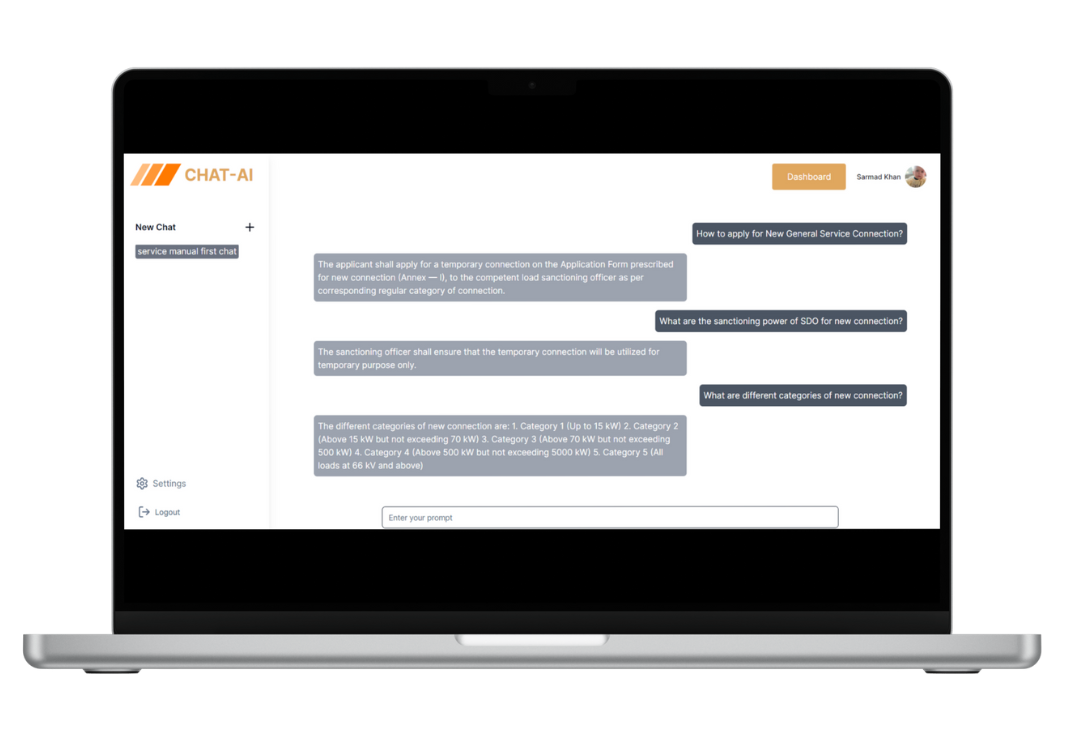 CHAT-AI
Dashboard
Sarmad Khan
New Chat
service manual first chat
How to apply for New General Service Connection?
The applicant shall apply for a temporary connection on the Application Form prescribed
for new connection (Annex — I), to the competent load sanctioning officer as per
corresponding regular category of connection.
What are the sanctioning power of SDO for new connection?
The sanctioning officer shall ensure that the temporary connection will be utilized for
temporary purpose only.
What are different categories of new connection?
The different categories of new connection are: 1. Category 1 (Up to 15 kW) 2. Category 2
(Above 15 kW but not exceeding 70 kW) 3. Category 3 (Above 70 kW but not exceeding
500 kW) 4. Category 4 (Above 500 kW but not exceeding 5000 kW) 5. Category 5 (All
loads at 66 kV and above)
Settings
Logout
Enter your prompt